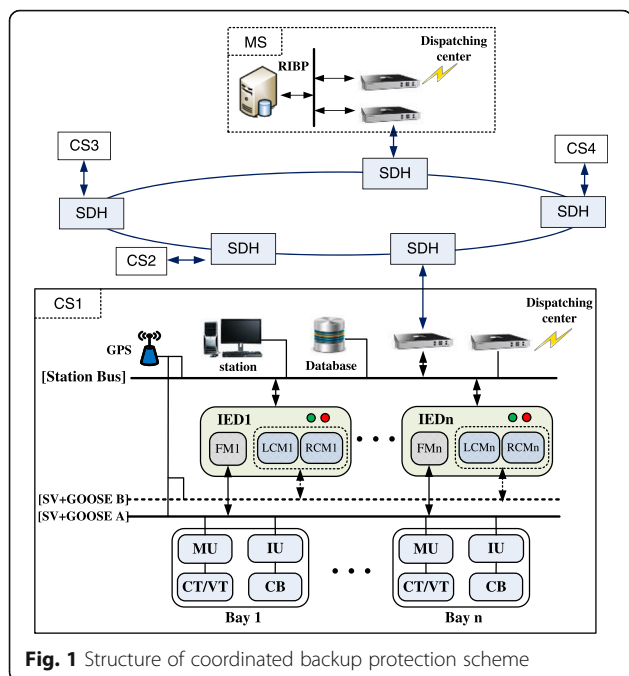 MS
RIBP
Dispatching
center
CS3
CS4
SDH
SDH
SDH
CS2
SDH
SDH
CS1
Dispatching
center
GPS
station
Database
[Station Bus]
IED1
IEDn
FM1
LCM1
RCM1
FMn
LCMn
RCMn
[SV+GOOSE B]
[SV+GOOSE A]
MU
IU
MU
IU
CT/VT
CB
CT/VT
CB
Bay 1
Bay n
Fig. 1 Structure of coordinated backup protection scheme